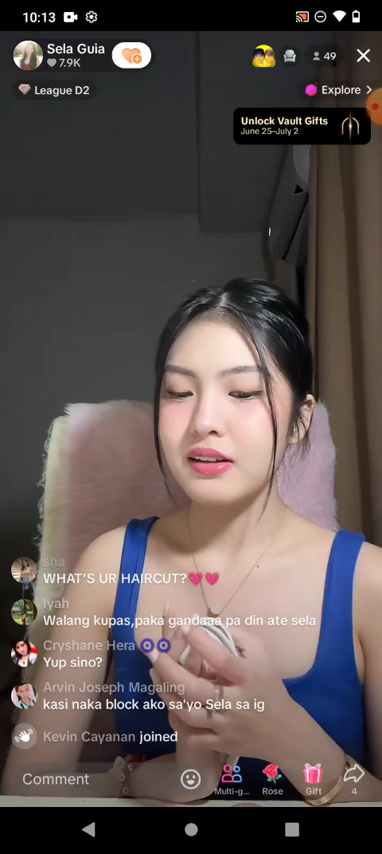 10:13
Sela Guia
7.9K
49
League D2
Explore
Unlock Vault Gifts
June 25–July 2
sha
WHAT'S UR HAIRCUT?
Iyah
Walang kupas,paka gandaaa pa din ate sela
Cryshane Hera
Yup sino?
Arvin Joseph Magaling
kasi naka block ako sa'yo Sela sa ig
Kevin Cayanan joined
Comment
Multi-g...
Rose
Gift
4